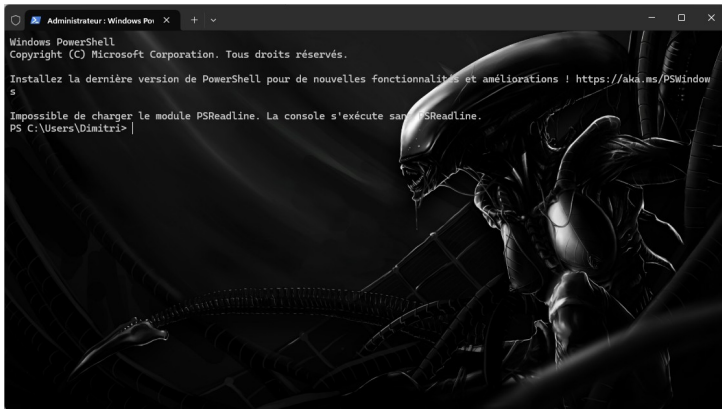 Administrateur : Windows Pow
Windows PowerShell
Copyright (C) Microsoft Corporation. Tous droits réservés.
Installez la dernière version de PowerShell pour de nouvelles fonctionnalités et améliorations ! https://aka.ms/PSWindow
s
Impossible de charger le module PSReadline. La console s'exécute sans PSReadline.
PS C:\Users\Dimitri>